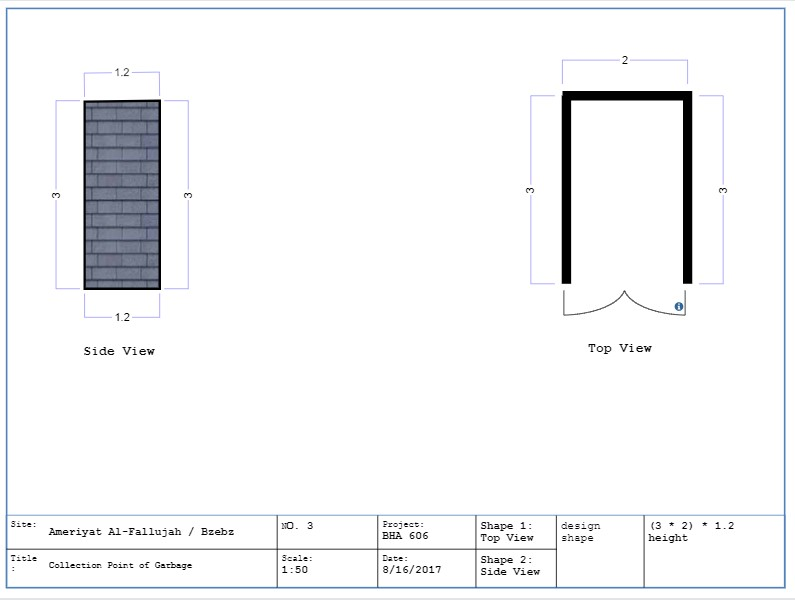 1.2
3
3
1.2
Side View
2
3
3
Top View
Site: Ameriyat Al-Fallujah / Bzebz
NO. 3
Project:
BHA 606
Shape 1:
Top View
design
shape
(3 * 2) * 1.2
height
Title
:
Collection Point of Garbage
Scale:
1:50
Date:
8/16/2017
Shape 2:
Side View